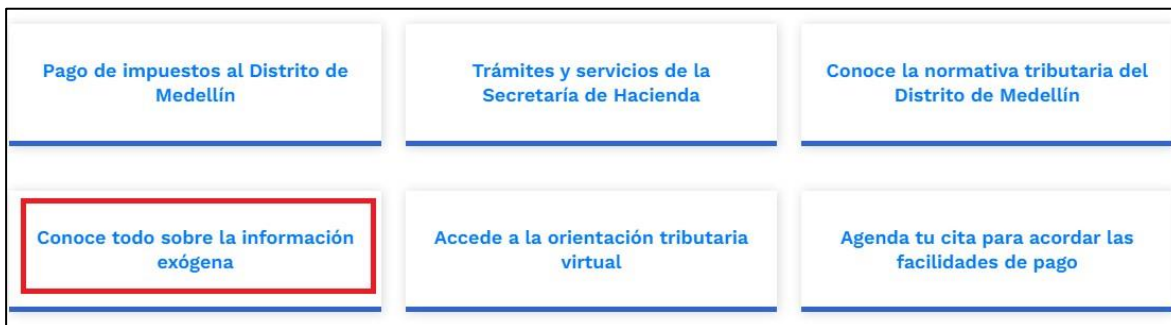 Pago de impuestos al Distrito de
Medellín
Trámites y servicios de la
Secretaría de Hacienda
Conoce la normativa tributaria del
Distrito de Medellín
Conoce todo sobre la información
exógena
Accede a la orientación tributaria
virtual
Agenda tu cita para acordar las
facilidades de pago